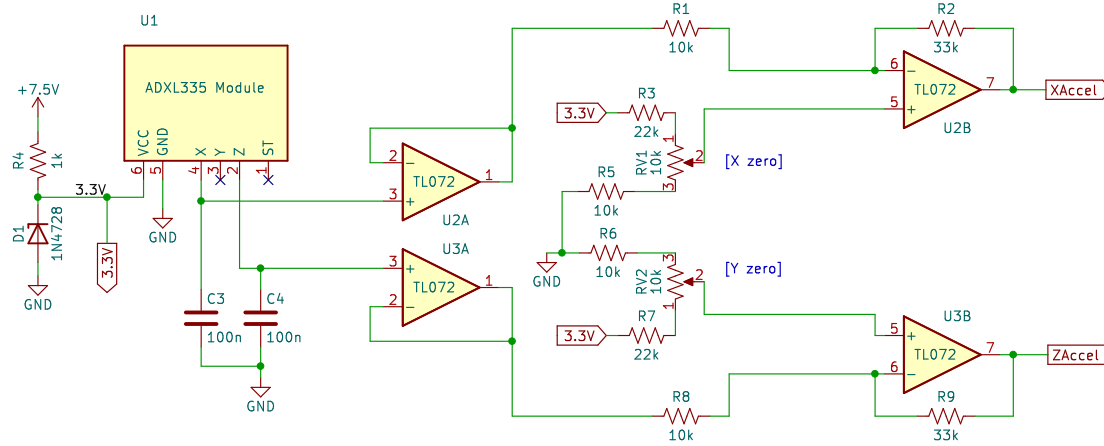 U1
ADXL335 Module
VCC
GND
X
Y
Z
ST
6
5
4
3
2
1
+7.5V
R4
1k
3.3V
3.3V
D1
1N4728
GND
GND
C3
100n
C4
100n
GND
2
3
1
TL072
U2A
U3A
3
2
1
TL072
R1
10k
R2
33k
6
5
7
TL072
U2B
XAccel
3.3V
R3
22k
1
2
3
RV1
10k
[X zero]
R5
10k
R6
10k
GND
3
2
1
RV2
10k
[Y zero]
3.3V
R7
22k
U3B
5
6
7
TL072
ZAccel
R8
10k
R9
33k